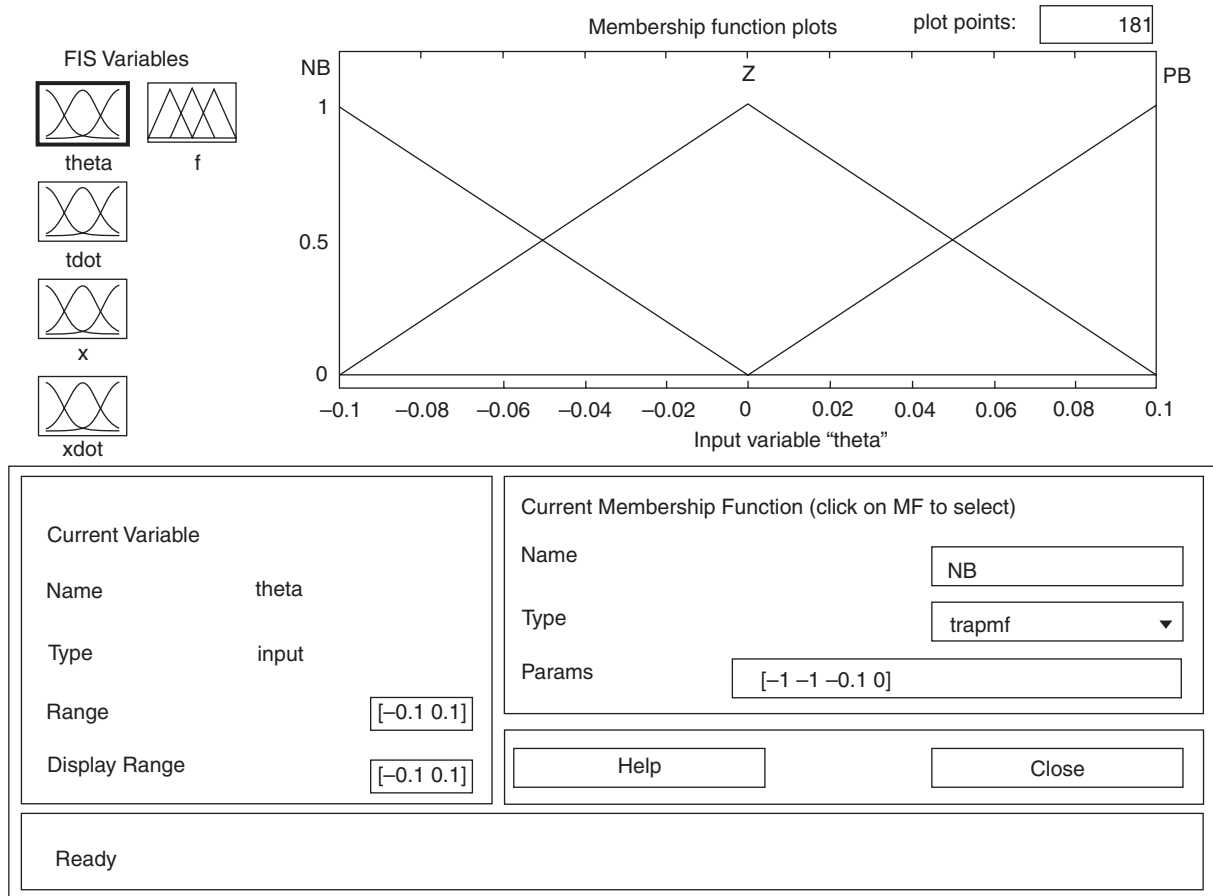 Membership function plots
plot points: 181
FIS Variables
theta
f
tdot
x
xdot
NB
Z
PB
1
0.5
0
–0.1 –0.08 –0.06 –0.04 –0.02 0 0.02 0.04 0.06 0.08 0.1
Input variable “theta”
Current Variable
Name theta
Type input
Range [–0.1 0.1]
Display Range [–0.1 0.1]
Current Membership Function (click on MF to select)
Name NB
Type trapmf
Params [–1 –1 –0.1 0]
Help Close
Ready